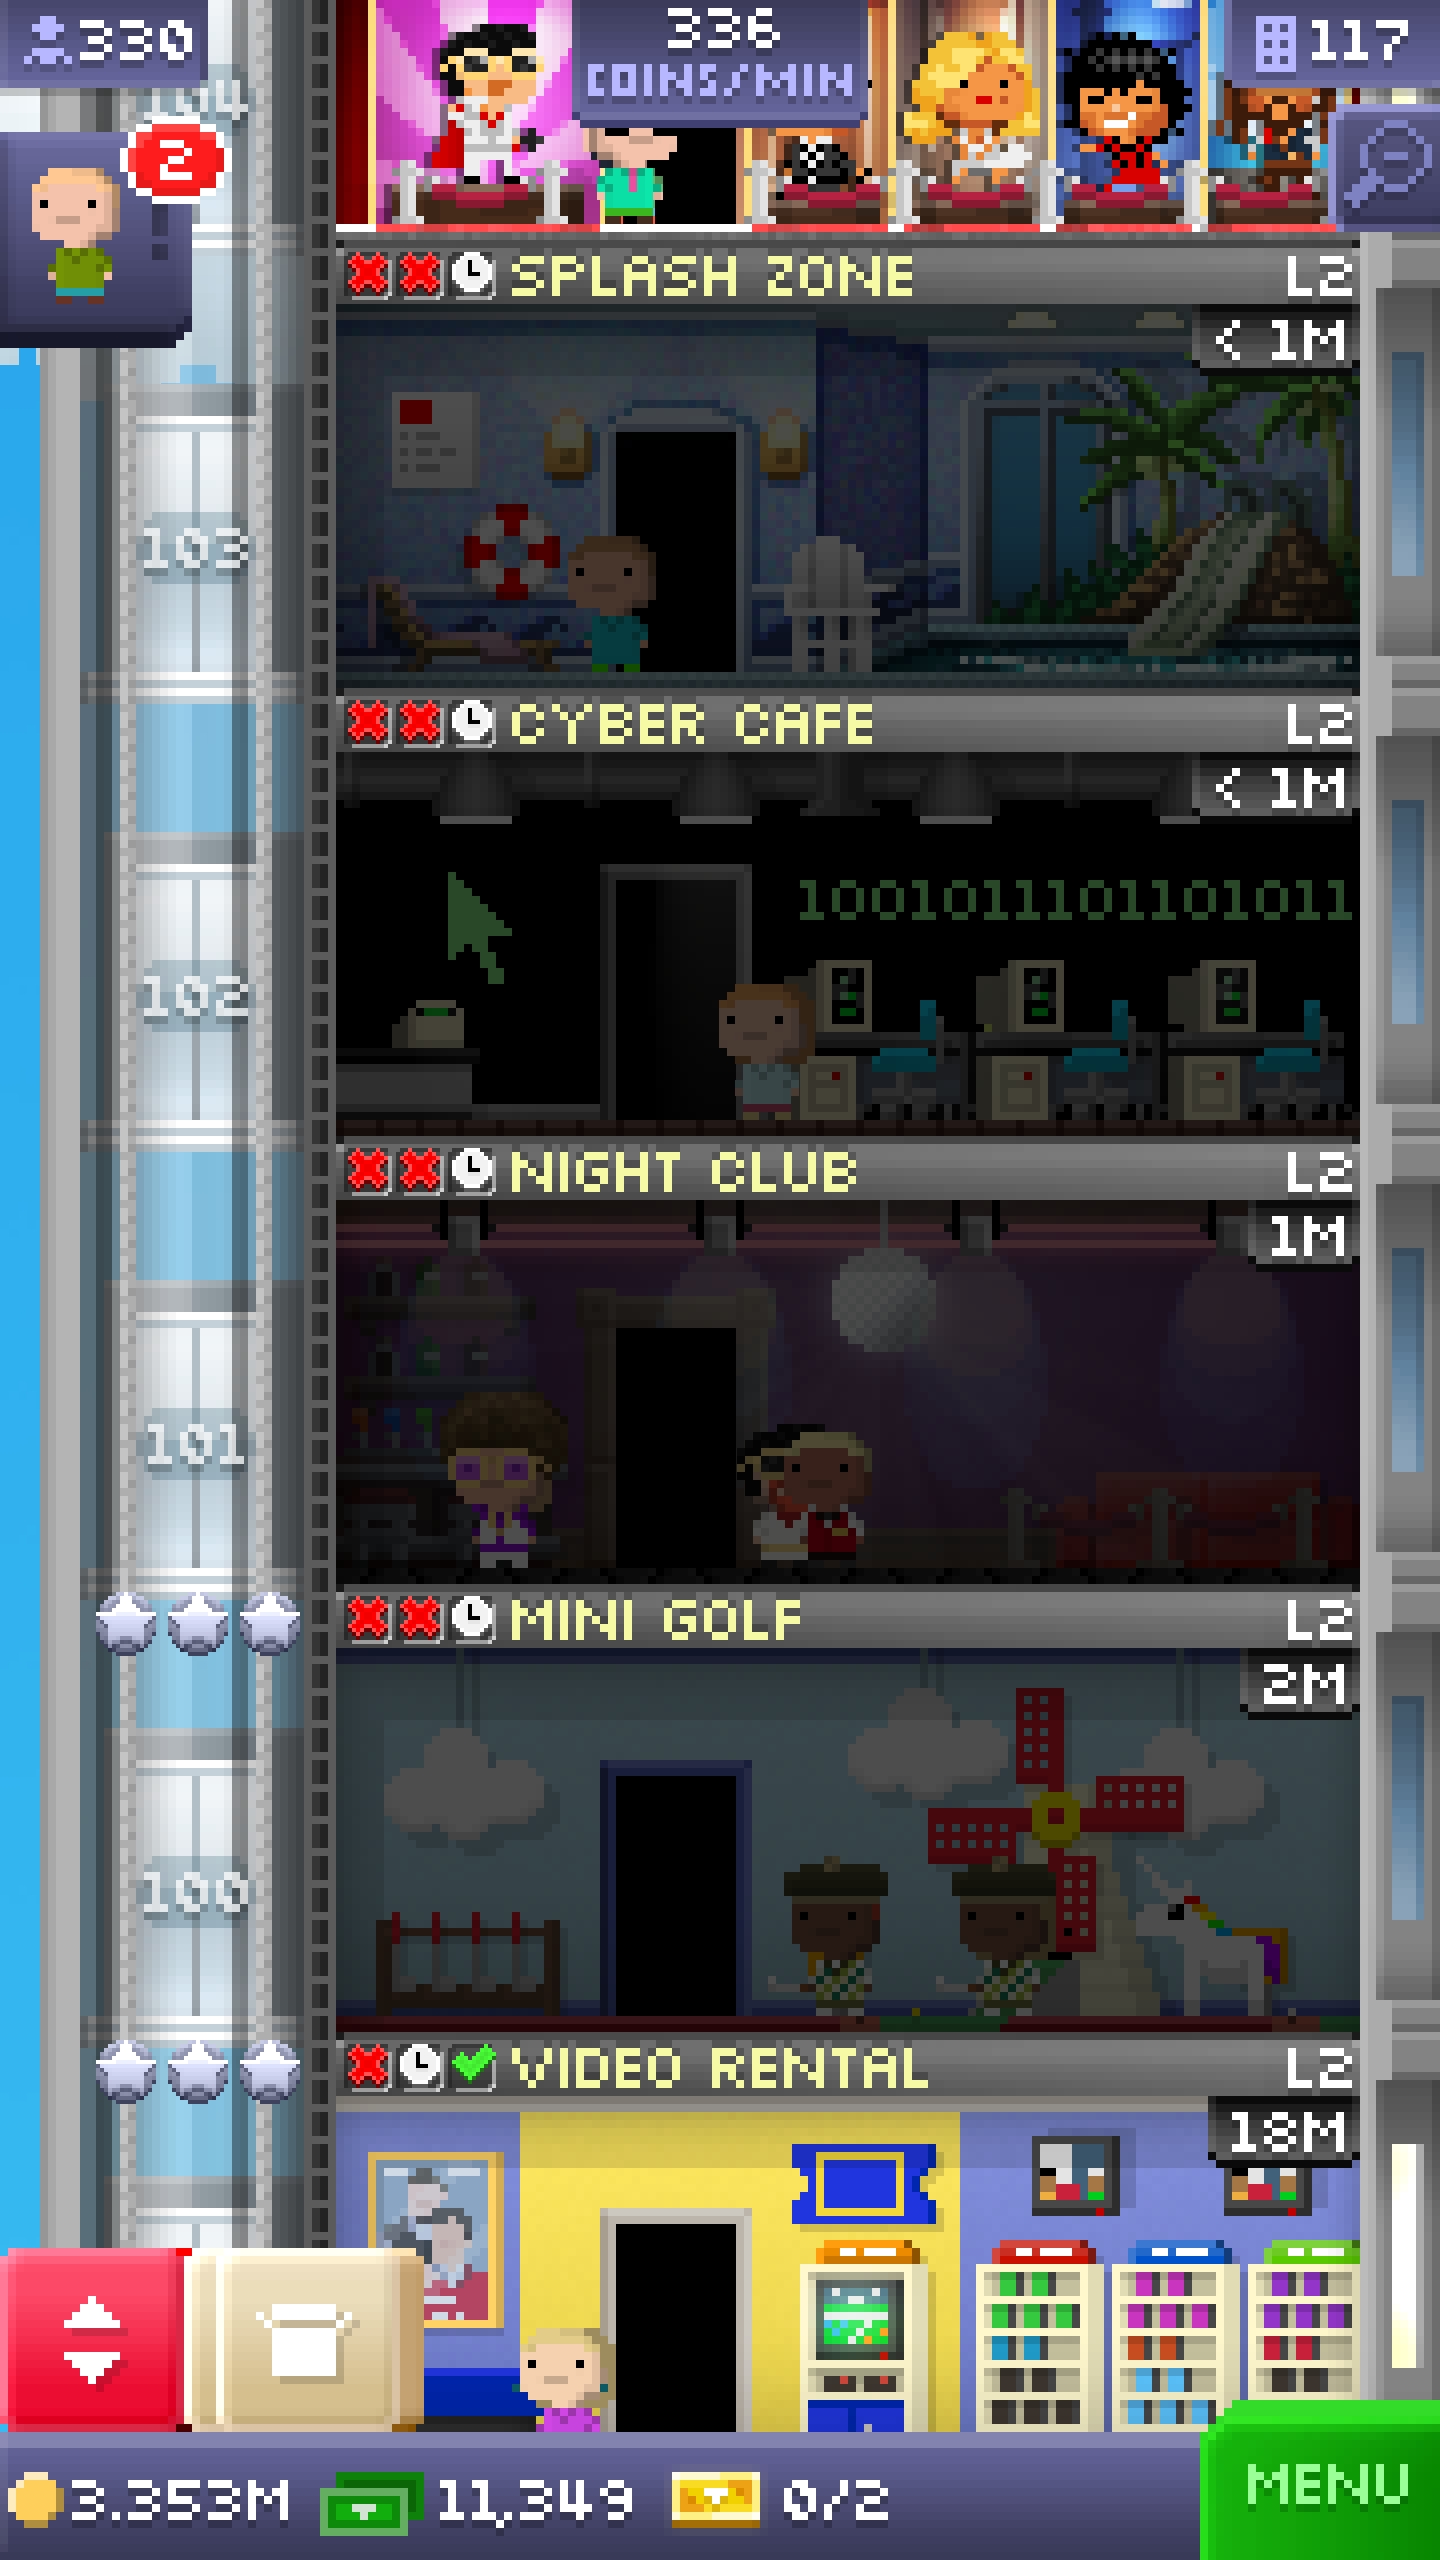 330
336
COINS/MIN
117
104
2
SPLASH ZONE L2
< 1M
103
CYBER CAFE L2
< 1M
10010111101101011
102
NIGHT CLUB L2
1M
101
MINI GOLF L2
2M
100
VIDEO RENTAL L2
18M
3.353M 11,349 0/2
MENU